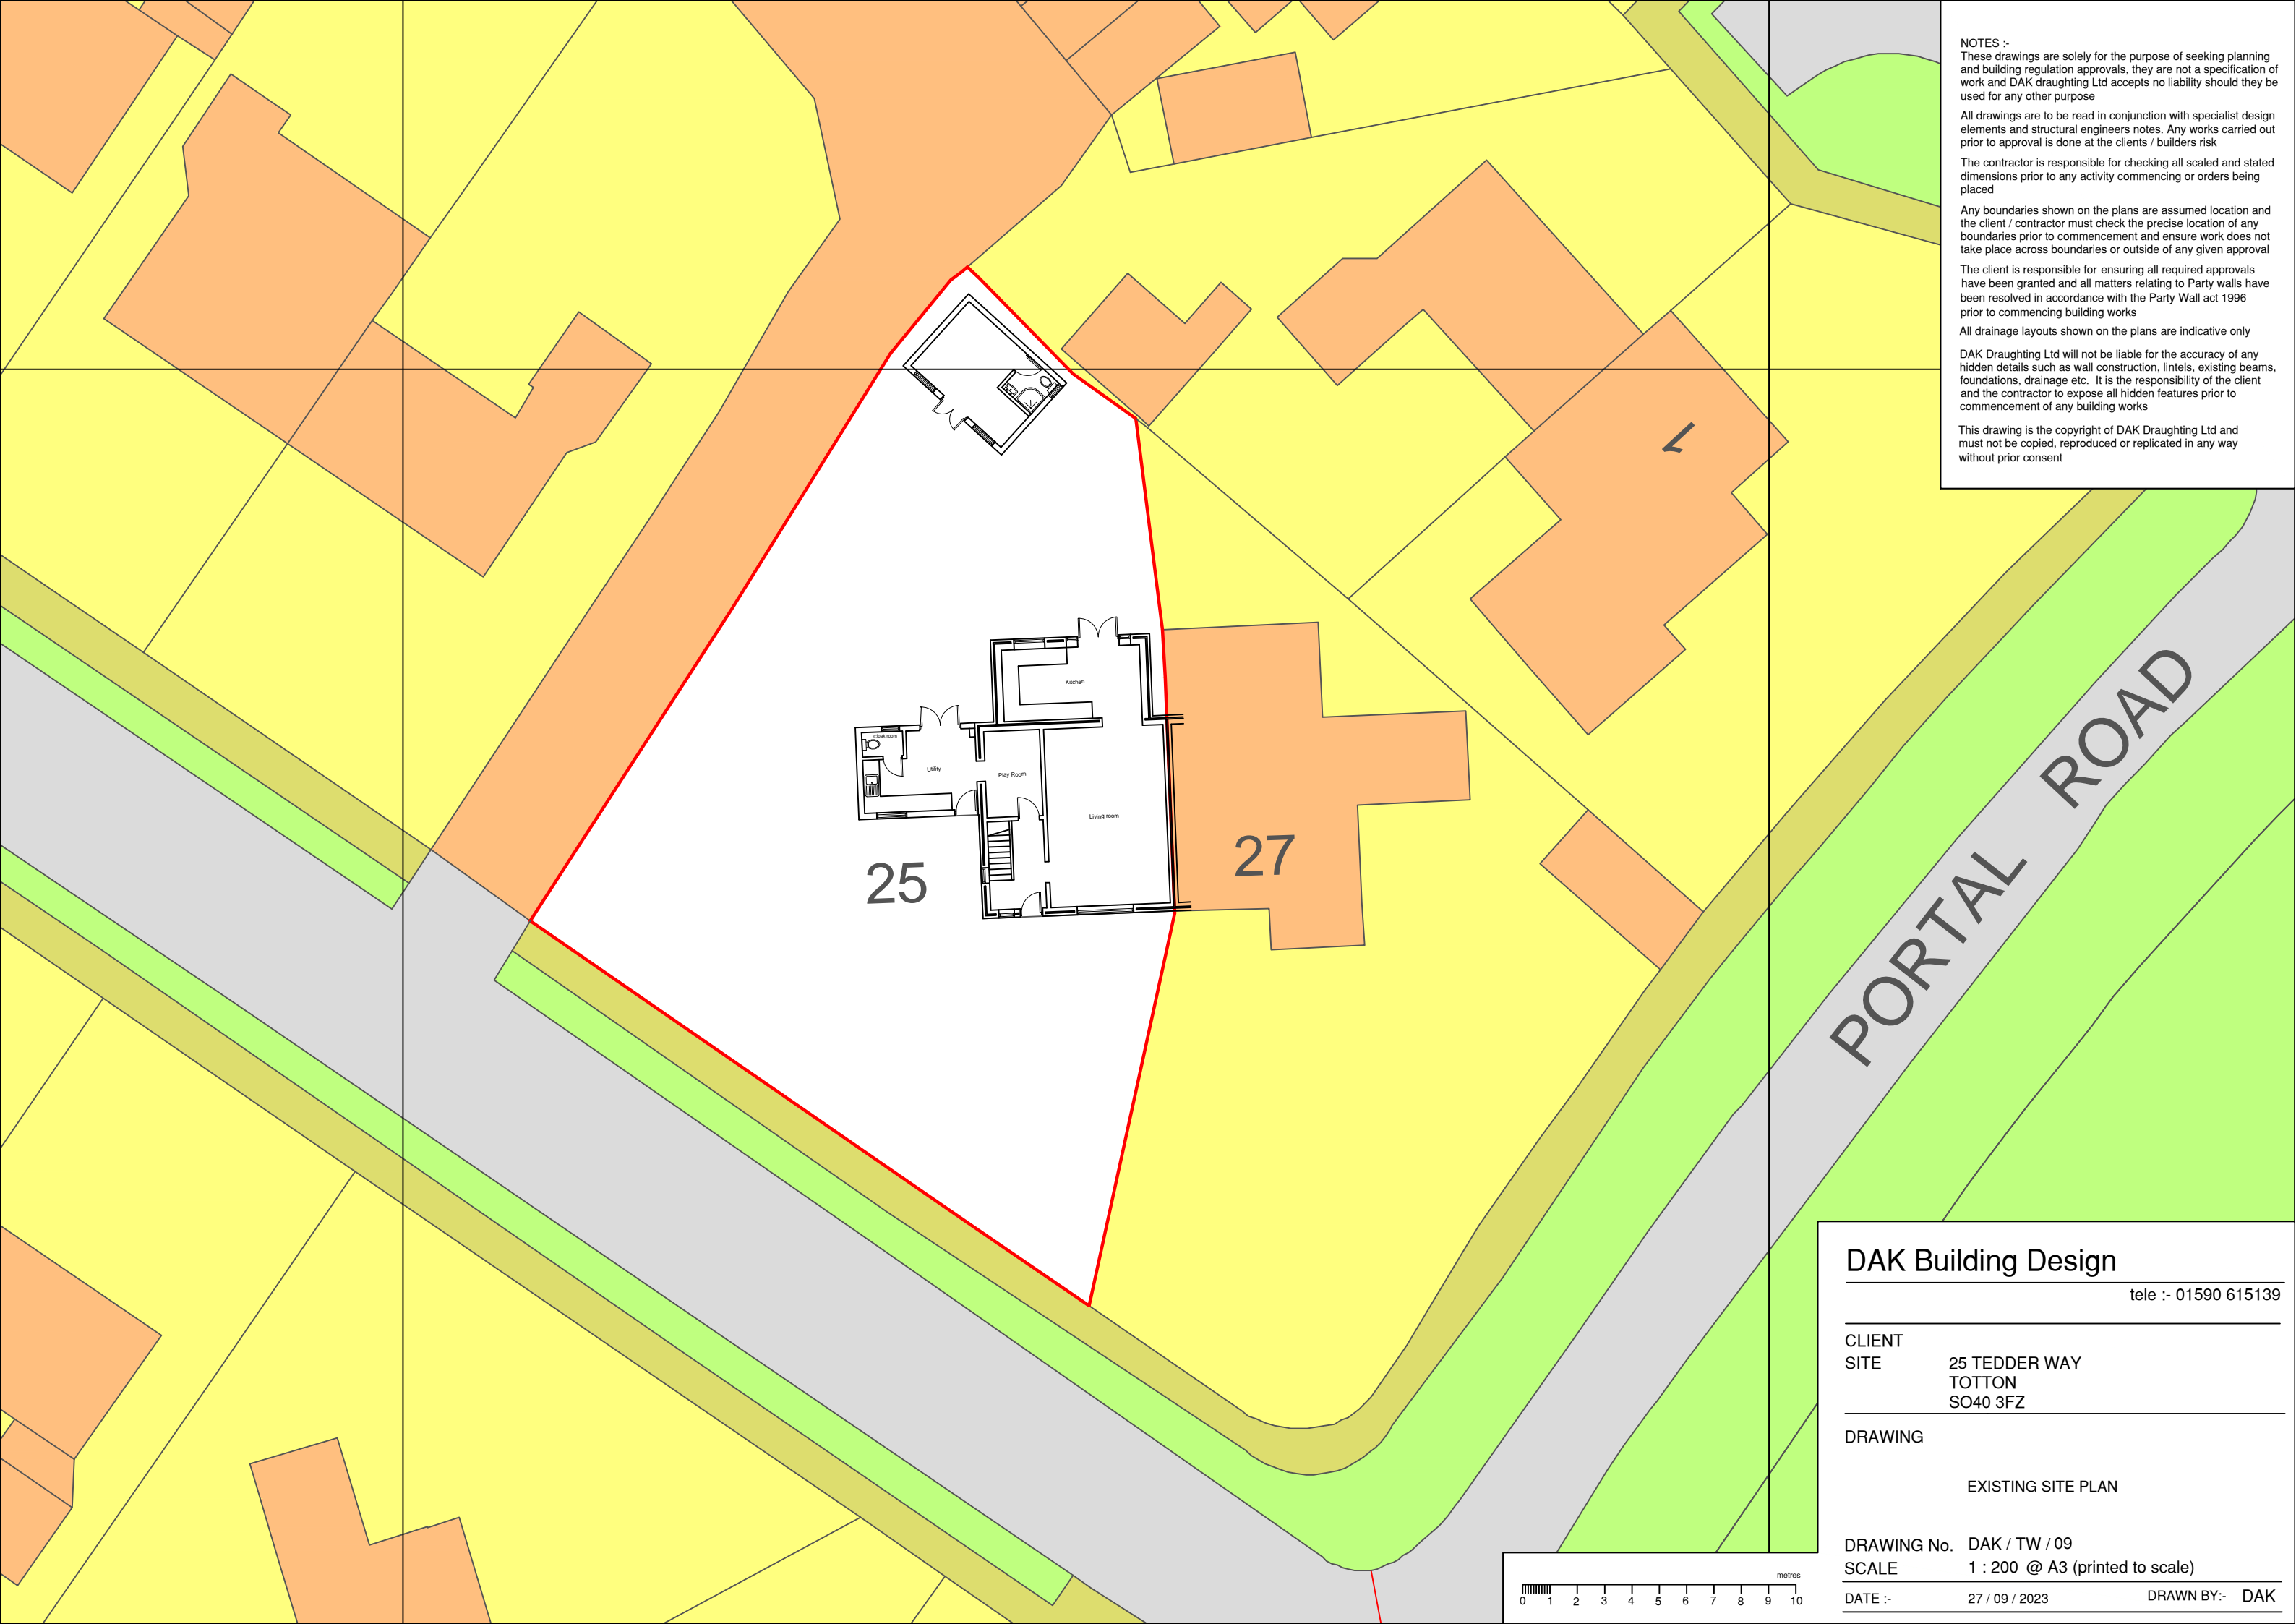 NOTES :-
These drawings are solely for the purpose of seeking planning
and building regulation approvals, they are not a specification of
work and DAK draughting Ltd accepts no liability should they be
used for any other purpose
All drawings are to be read in conjunction with specialist design
elements and structural engineers notes. Any works carried out
prior to approval is done at the clients / builders risk
The contractor is responsible for checking all scaled and stated
dimensions prior to any activity commencing or orders being
placed
Any boundaries shown on the plans are assumed location and
the client / contractor must check the precise location of any
boundaries prior to commencement and ensure work does not
take place across boundaries or outside of any given approval
The client is responsible for ensuring all required approvals
have been granted and all matters relating to Party walls have
been resolved in accordance with the Party Wall act 1996
prior to commencing building works
All drainage layouts shown on the plans are indicative only
DAK Draughting Ltd will not be liable for the accuracy of any
hidden details such as wall construction, lintels, existing beams,
foundations, drainage etc. It is the responsibility of the client
and the contractor to expose all hidden features prior to
commencement of any building works
This drawing is the copyright of DAK Draughting Ltd and
must not be copied, reproduced or replicated in any way
without prior consent
1
Kitchen
Cloak room
Utility
Play Room
Living room
25
27
PORTAL ROAD
DAK Building Design
tele :- 01590 615139
CLIENT
SITE 25 TEDDER WAY
TOTTON
SO40 3FZ
DRAWING
EXISTING SITE PLAN
DRAWING No. DAK / TW / 09
SCALE 1 : 200 @ A3 (printed to scale)
DATE :- 27 / 09 / 2023 DRAWN BY:- DAK
metres
0 1 2 3 4 5 6 7 8 9 10